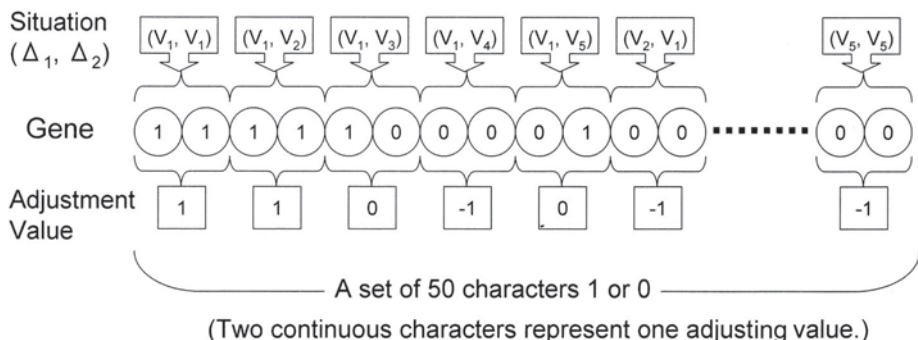 Situation
(Δ₁, Δ₂)
(V₁, V₁) (V₁, V₂) (V₁, V₃) (V₁, V₄) (V₁, V₅) (V₂, V₁) (V₅, V₅)
Gene
1 1 1 1 1 0 0 0 0 1 0 0 0 0
Adjustment
Value
1 1 0 -1 0 -1 -1
A set of 50 characters 1 or 0
(Two continuous characters represent one adjusting value.)